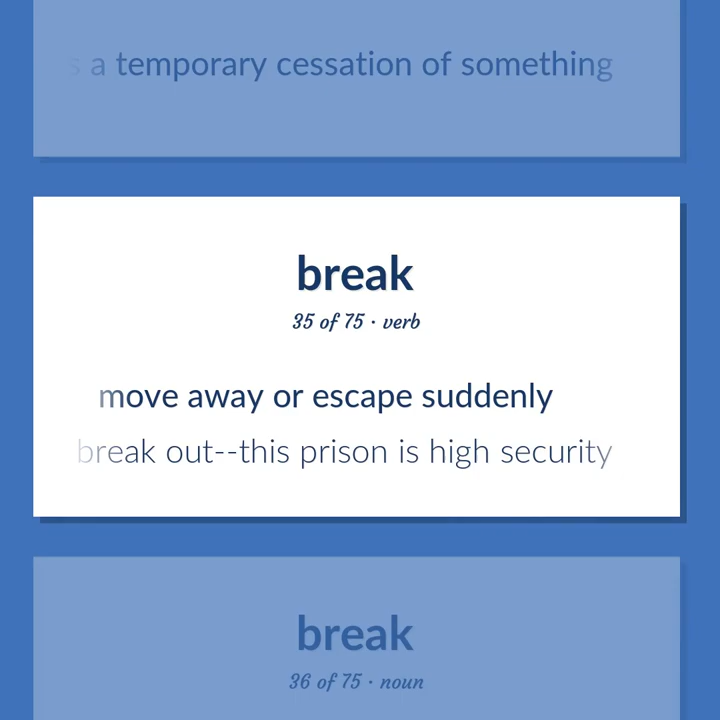 a temporary cessation of something
break
35 of 75 · verb
move away or escape suddenly
break out--this prison is high security
break
36 of 75 · noun